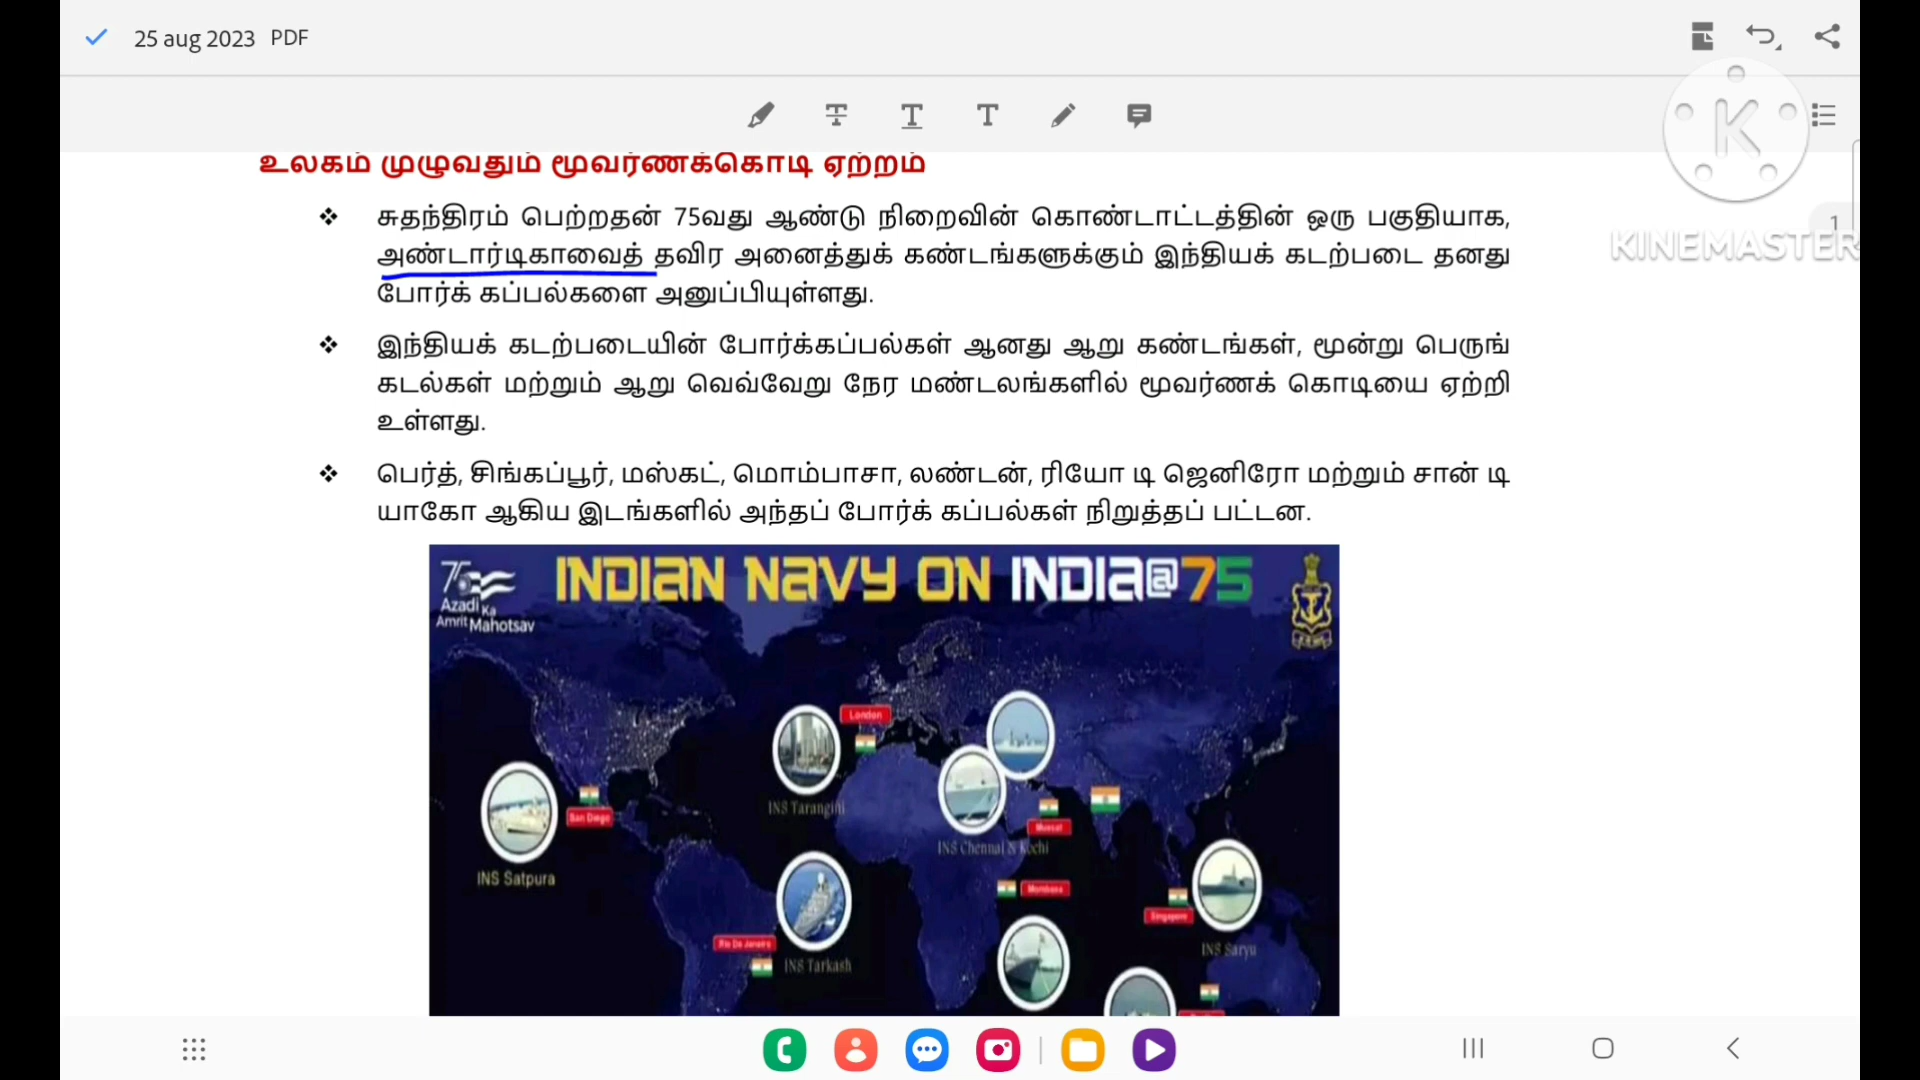 25 aug 2023 PDF
KINEMASTER
1
உலகம் முழுவதும் மூவர்ணக்கொடி ஏற்றம்
❖ சுதந்திரம் பெற்றதன் 75வது ஆண்டு நிறைவின் கொண்டாட்டத்தின் ஒரு பகுதியாக,
அண்டார்டிகாவைத் தவிர அனைத்துக் கண்டங்களுக்கும் இந்தியக் கடற்படை தனது
போர்க் கப்பல்களை அனுப்பியுள்ளது.
❖ இந்தியக் கடற்படையின் போர்க்கப்பல்கள் ஆனது ஆறு கண்டங்கள், மூன்று பெருங்
கடல்கள் மற்றும் ஆறு வெவ்வேறு நேர மண்டலங்களில் மூவர்ணக் கொடியை ஏற்றி
உள்ளது.
❖ பெர்த், சிங்கப்பூர், மஸ்கட், மொம்பாசா, லண்டன், ரியோ டி ஜெனிரோ மற்றும் சான் டி
யாகோ ஆகிய இடங்களில் அந்தப் போர்க் கப்பல்கள் நிறுத்தப் பட்டன.
75
Azadi Ka
Amrit Mahotsav
INDIAN NAVY ON INDIA@75
London
INS Tarangini
San Diego
INS Satpura
Muscat
INS Chennai & Kochi
Mombasa
Singapore
INS Saryu
Rio De Janeiro
INS Tarkash